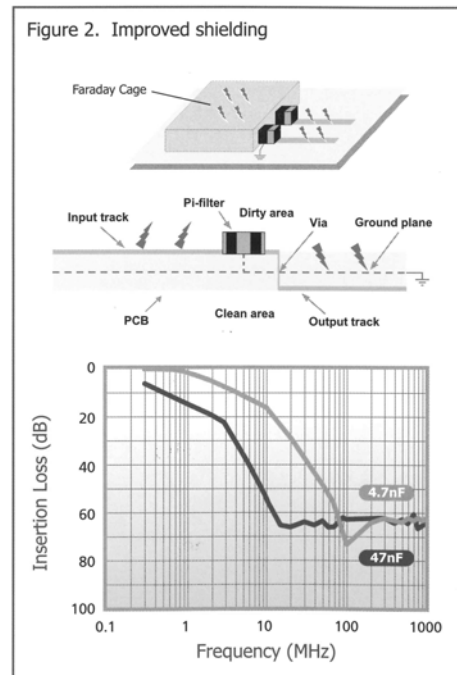 Figure 2. Improved shielding
Faraday Cage
Pi-filter
Dirty area
Input track
Via
Ground plane
PCB
Clean area
Output track
0
20
40
60
80
100
Insertion Loss (dB)
4.7nF
47nF
0.1 1 10 100 1000
Frequency (MHz)